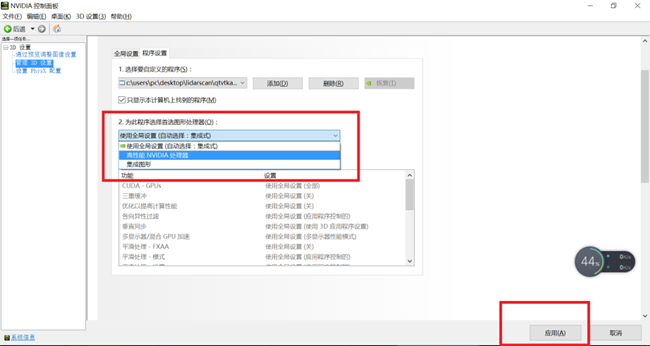 NVIDIA 控制面板
文件(F) 编辑(E) 桌面(K) 3D 设置(3) 帮助(H)
后退
选择一项任务...
3D 设置
通过预览调整图像设置
管理 3D 设置
设置 PhysX 配置
全局设置 程序设置
1. 选择要自定义的程序(S):
c:\users\pc\desktop\lidarscan\qtvtka...
添加(D)
删除(R)
恢复(T)
只显示本计算机上找到的程序(M)
2. 为此程序选择首选图形处理器(O):
使用全局设置 (自动选择: 集成式)
使用全局设置 (自动选择: 集成式)
高性能 NVIDIA 处理器
集成图形
功能 设置
CUDA - GPUs 使用全局设置 (全部)
三重缓冲 使用全局设置 (关)
优化以提高计算性能 使用全局设置 (关)
各向异性过滤 使用全局设置 (应用程序控制的)
垂直同步 使用全局设置 (使用 3D 应用程序设置)
多显示器/混合 GPU 加速 使用全局设置 (多显示器性能模式)
平滑处理 - FXAA 使用全局设置 (关)
平滑处理 - 模式 使用全局设置 (应用程序控制的)
44%
系统信息
应用(A)
取消